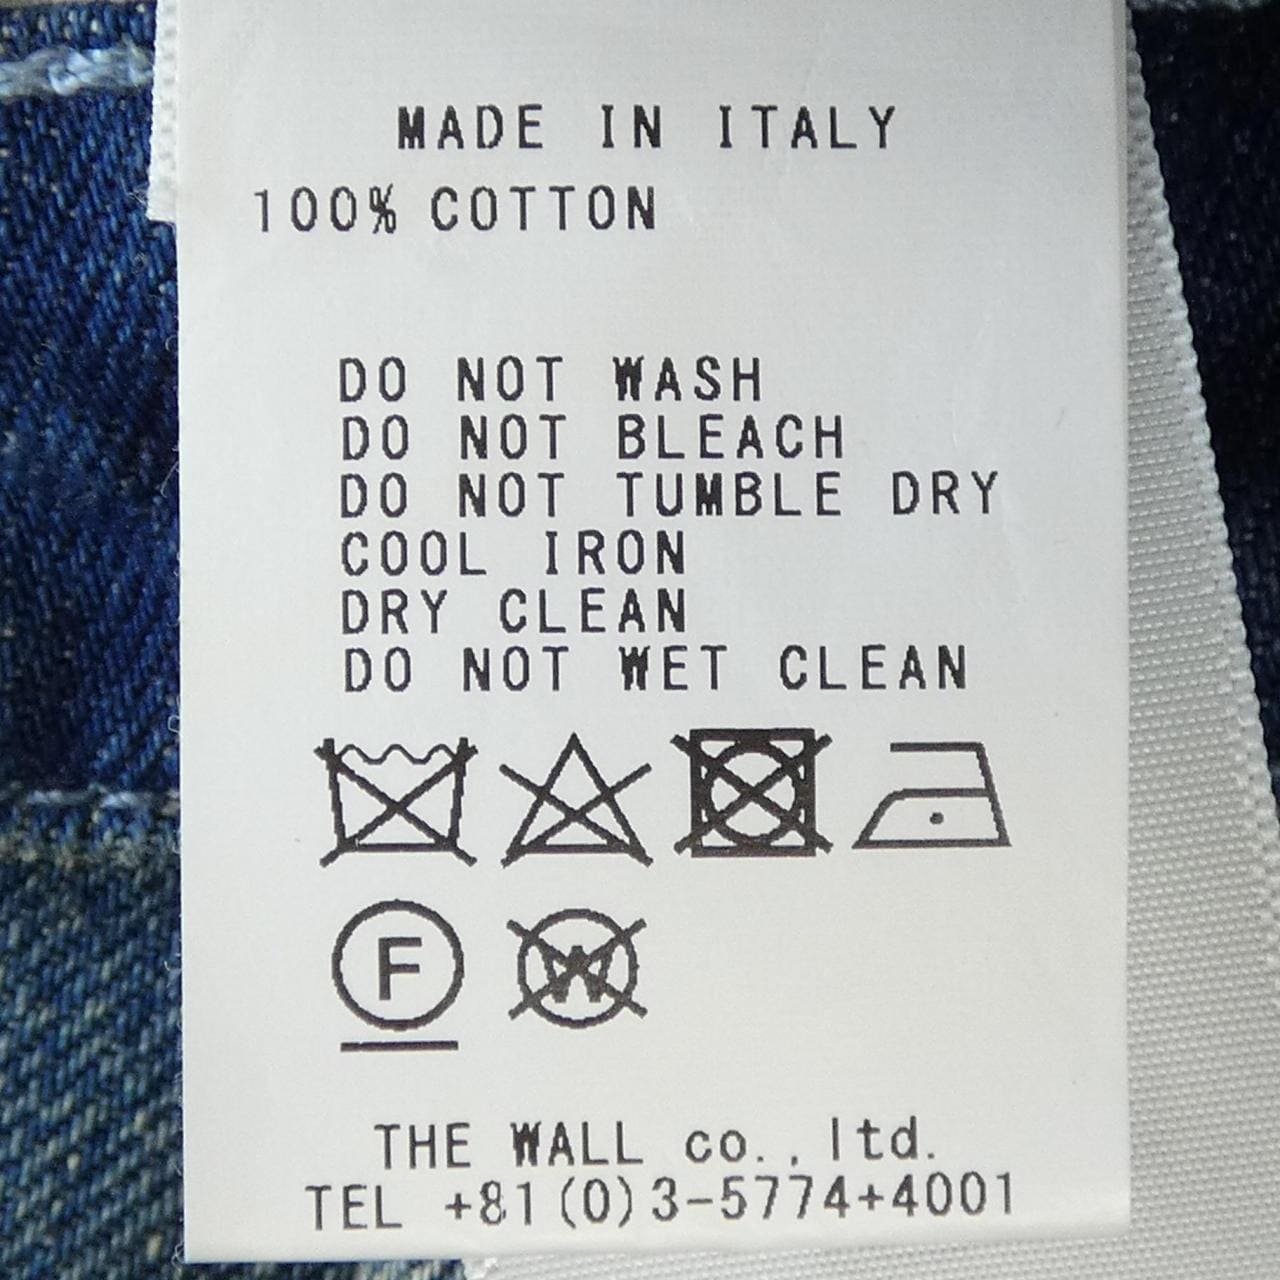 MADE IN ITALY
100% COTTON
DO NOT WASH
DO NOT BLEACH
DO NOT TUMBLE DRY
COOL IRON
DRY CLEAN
DO NOT WET CLEAN
F W
THE WALL co., ltd.
TEL +81(0)3-5774+4001